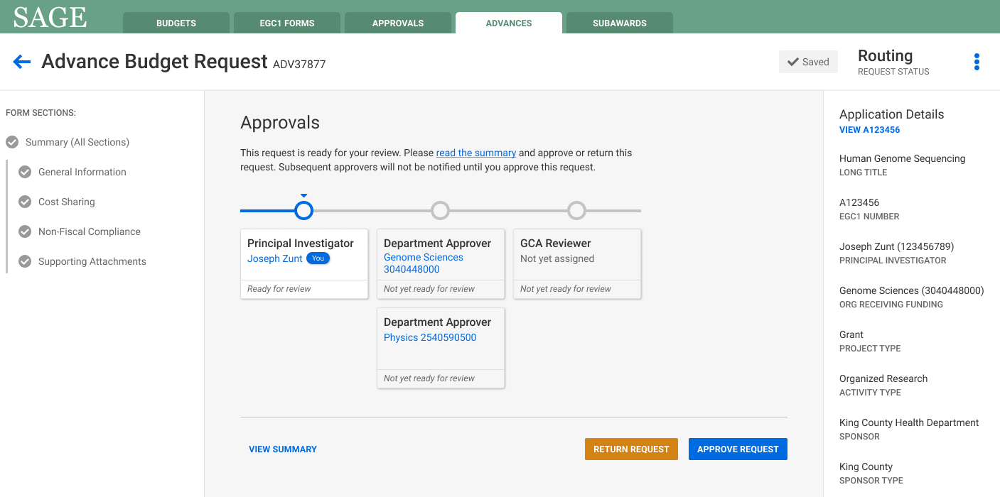 SAGE
BUDGETS
EGC1 FORMS
APPROVALS
ADVANCES
SUBAWARDS
Advance Budget Request ADV37877
Saved
Routing
REQUEST STATUS
FORM SECTIONS:
Summary (All Sections)
General Information
Cost Sharing
Non-Fiscal Compliance
Supporting Attachments
Approvals
This request is ready for your review. Please read the summary and approve or return this
request. Subsequent approvers will not be notified until you approve this request.
Principal Investigator
Joseph Zunt You
Ready for review
Department Approver
Genome Sciences
3040448000
Not yet ready for review
GCA Reviewer
Not yet assigned
Not yet ready for review
Department Approver
Physics 2540590500
Not yet ready for review
VIEW SUMMARY
RETURN REQUEST
APPROVE REQUEST
Application Details
VIEW A123456
Human Genome Sequencing
LONG TITLE
A123456
EGC1 NUMBER
Joseph Zunt (123456789)
PRINCIPAL INVESTIGATOR
Genome Sciences (3040448000)
ORG RECEIVING FUNDING
Grant
PROJECT TYPE
Organized Research
ACTIVITY TYPE
King County Health Department
SPONSOR
King County
SPONSOR TYPE